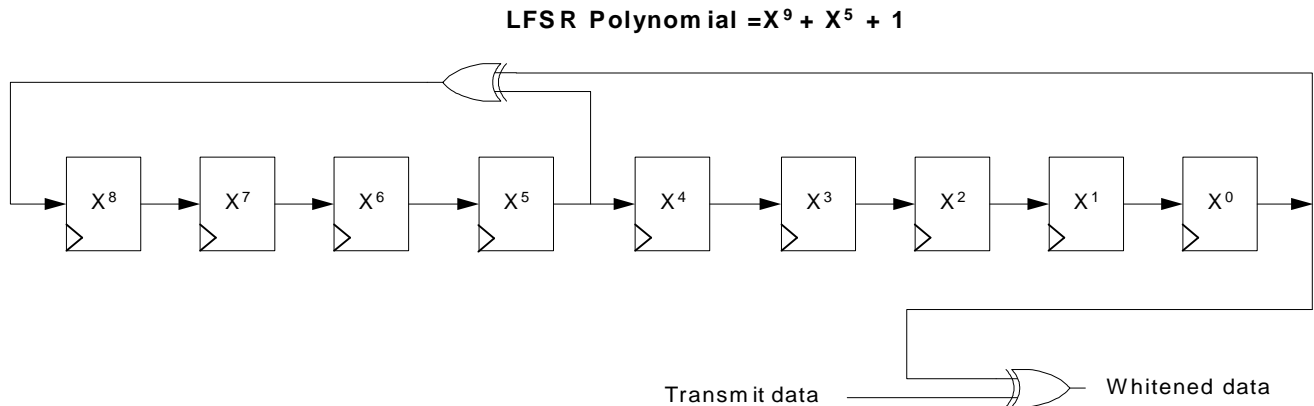 LFSR Polynomial =X⁹ + X⁵ + 1
X⁸ X⁷ X⁶ X⁵ X⁴ X³ X² X¹ X⁰
Transmit data
Whitened data